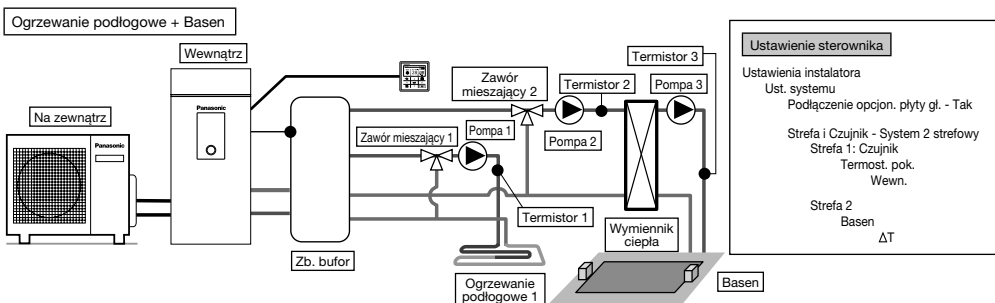 Ogrzewanie podłogowe + Basen
Wewnątrz
Panasonic
Na zewnątrz
Panasonic
Zawór
mieszający 2
Termistor 2
Termistor 3
Pompa 3
Zawór mieszający 1
Pompa 1
Pompa 2
Termistor 1
Zb. bufor
Ogrzewanie
podłogowe 1
Wymiennik
ciepła
Basen
Ustawienie sterownika
Ustawienia instalatora
Ust. systemu
Podłączenie opcjon. płyty gł. - Tak
Strefa i Czujnik - System 2 strefowy
Strefa 1: Czujnik
Termost. pok.
Wewn.
Strefa 2
Basen
ΔT